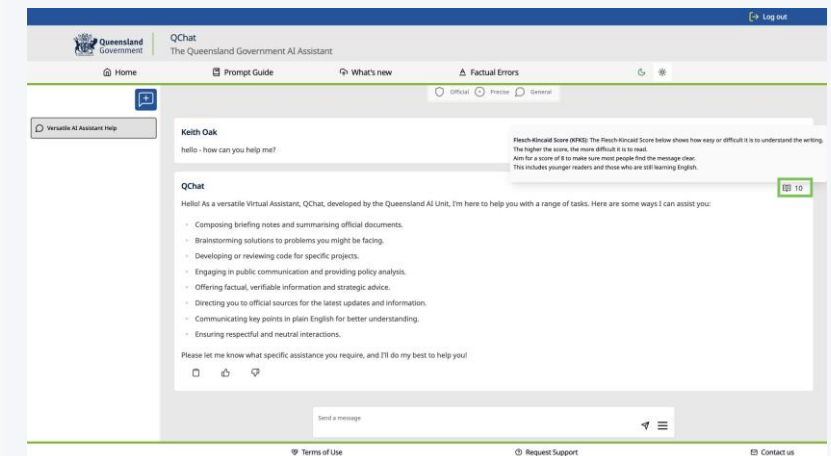 Log out
Queensland
Government
QChat
The Queensland Government AI Assistant
Home
Prompt Guide
What's new
Factual Errors
Official
Precise
General
Versatile AI Assistant Help
Keith Oak
hello - how can you help me?
Flesch-Kincaid Score (KFKS): The Flesch-Kincaid Score below shows how easy or difficult it is to understand the writing.
The higher the score, the more difficult it is to read.
Aim for a score of 8 to make sure most people find the message clear.
This includes younger readers and those who are still learning English.
10
QChat
Hello! As a versatile Virtual Assistant, QChat, developed by the Queensland AI Unit, I'm here to help you with a range of tasks. Here are some ways I can assist you:
Composing briefing notes and summarising official documents.
Brainstorming solutions to problems you might be facing.
Developing or reviewing code for specific projects.
Engaging in public communication and providing policy analysis.
Offering factual, verifiable information and strategic advice.
Directing you to official sources for the latest updates and information.
Communicating key points in plain English for better understanding.
Ensuring respectful and neutral interactions.
Please let me know what specific assistance you require, and I'll do my best to help you!
Send a message
Terms of Use
Request Support
Contact us